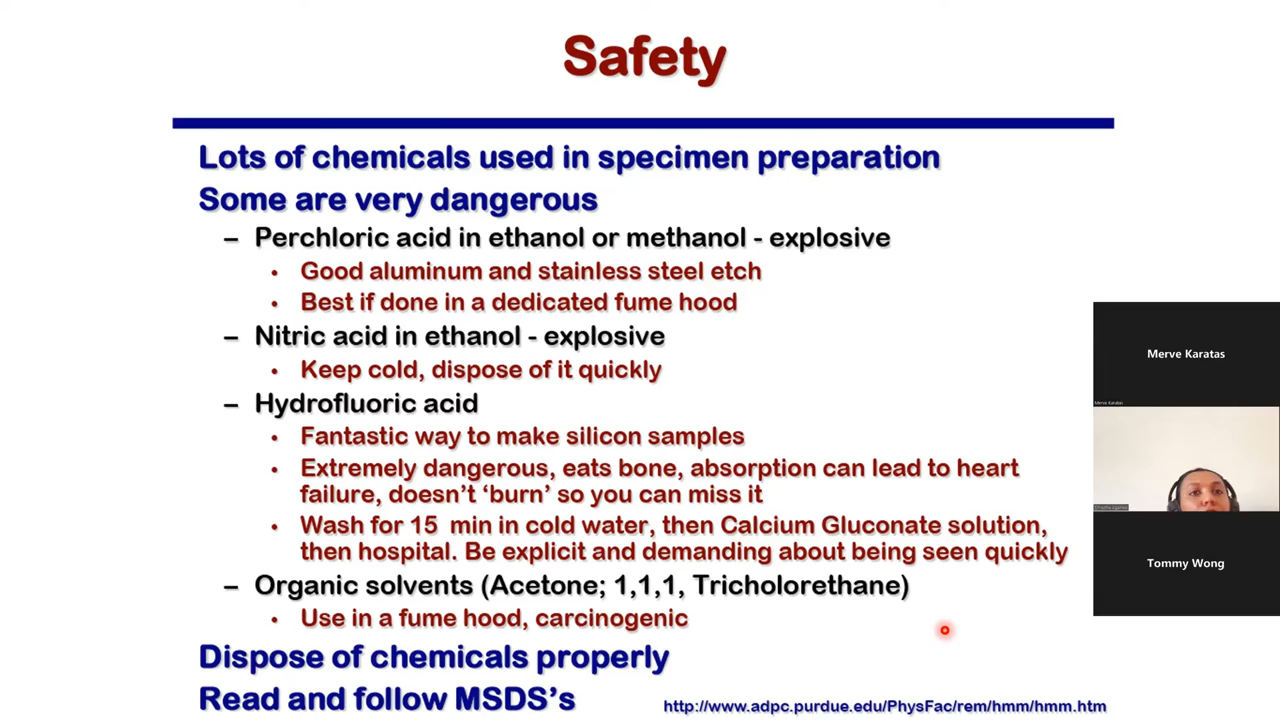 Safety
Lots of chemicals used in specimen preparation
Some are very dangerous
– Perchloric acid in ethanol or methanol - explosive
• Good aluminum and stainless steel etch
• Best if done in a dedicated fume hood
– Nitric acid in ethanol - explosive
• Keep cold, dispose of it quickly
– Hydrofluoric acid
• Fantastic way to make silicon samples
• Extremely dangerous, eats bone, absorption can lead to heart
failure, doesn't 'burn' so you can miss it
• Wash for 15 min in cold water, then Calcium Gluconate solution,
then hospital. Be explicit and demanding about being seen quickly
– Organic solvents (Acetone; 1,1,1, Tricholorethane)
• Use in a fume hood, carcinogenic
Dispose of chemicals properly
Read and follow MSDS's
http://www.adpc.purdue.edu/PhysFac/rem/hmm/hmm.htm
Merve Karatas
Merve Karatas
Tommy Wong